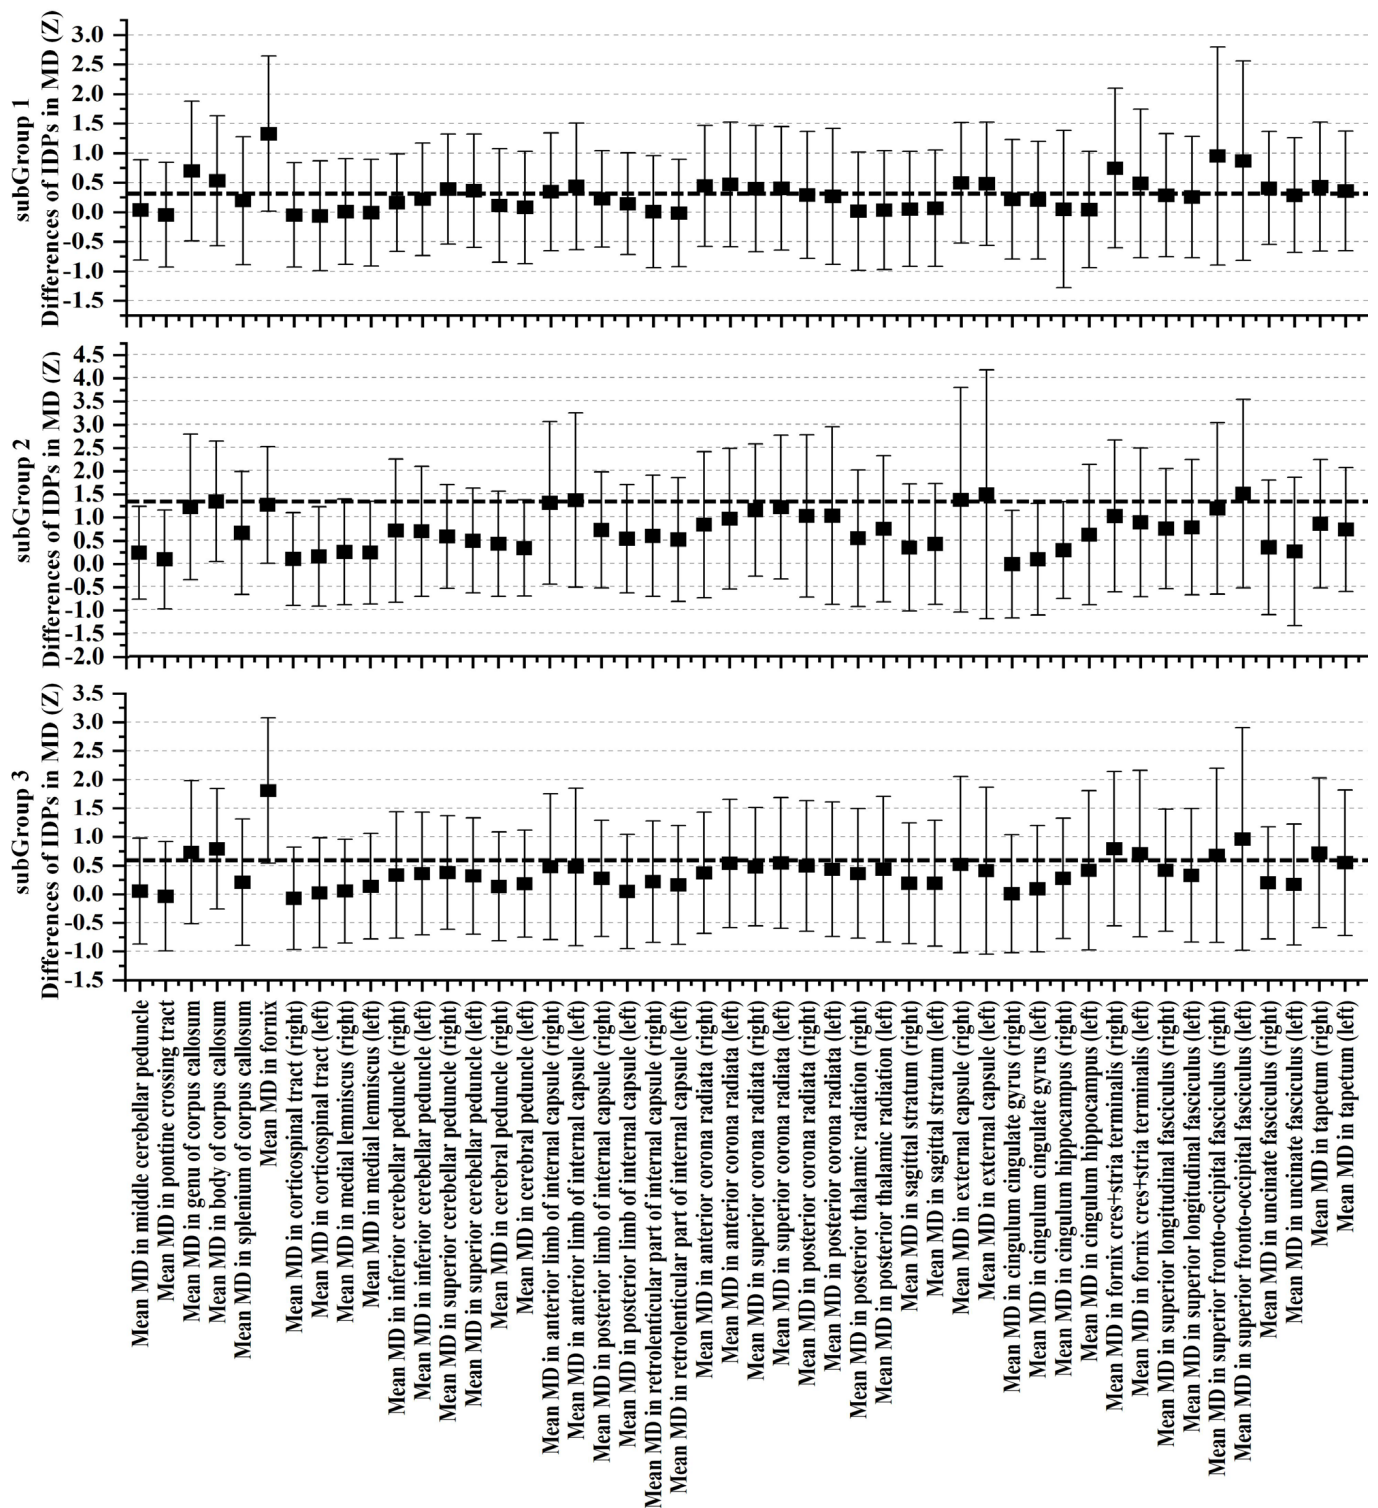 subGroup 1
Differences of IDPs in MD (Z)
3.0
2.5
2.0
1.5
1.0
0.5
0.0
-0.5
-1.0
-1.5
subGroup 2
Differences of IDPs in MD (Z)
4.5
4.0
3.5
3.0
2.5
2.0
1.5
1.0
0.5
0.0
-0.5
-1.0
-1.5
-2.0
subGroup 3
Differences of IDPs in MD (Z)
3.5
3.0
2.5
2.0
1.5
1.0
0.5
0.0
-0.5
-1.0
-1.5
Mean MD in middle cerebellar peduncle
Mean MD in pontine crossing tract
Mean MD in genu of corpus callosum
Mean MD in body of corpus callosum
Mean MD in splenium of corpus callosum
Mean MD in fornix
Mean MD in corticospinal tract (right)
Mean MD in corticospinal tract (left)
Mean MD in medial lemniscus (right)
Mean MD in medial lemniscus (left)
Mean MD in inferior cerebellar peduncle (right)
Mean MD in inferior cerebellar peduncle (left)
Mean MD in superior cerebellar peduncle (right)
Mean MD in superior cerebellar peduncle (left)
Mean MD in cerebral peduncle (right)
Mean MD in cerebral peduncle (left)
Mean MD in anterior limb of internal capsule (right)
Mean MD in anterior limb of internal capsule (left)
Mean MD in posterior limb of internal capsule (right)
Mean MD in posterior limb of internal capsule (left)
Mean MD in retrolenticular part of internal capsule (right)
Mean MD in retrolenticular part of internal capsule (left)
Mean MD in anterior corona radiata (right)
Mean MD in anterior corona radiata (left)
Mean MD in superior corona radiata (right)
Mean MD in superior corona radiata (left)
Mean MD in posterior corona radiata (right)
Mean MD in posterior corona radiata (left)
Mean MD in posterior thalamic radiation (right)
Mean MD in posterior thalamic radiation (left)
Mean MD in sagittal stratum (right)
Mean MD in sagittal stratum (left)
Mean MD in external capsule (right)
Mean MD in external capsule (left)
Mean MD in cingulum cingulate gyrus (right)
Mean MD in cingulum cingulate gyrus (left)
Mean MD in cingulum hippocampus (right)
Mean MD in cingulum hippocampus (left)
Mean MD in fornix cres+stria terminalis (right)
Mean MD in fornix cres+stria terminalis (left)
Mean MD in superior longitudinal fasciculus (right)
Mean MD in superior longitudinal fasciculus (left)
Mean MD in superior fronto-occipital fasciculus (right)
Mean MD in superior fronto-occipital fasciculus (left)
Mean MD in uncinate fasciculus (right)
Mean MD in uncinate fasciculus (left)
Mean MD in tapetum (right)
Mean MD in tapetum (left)